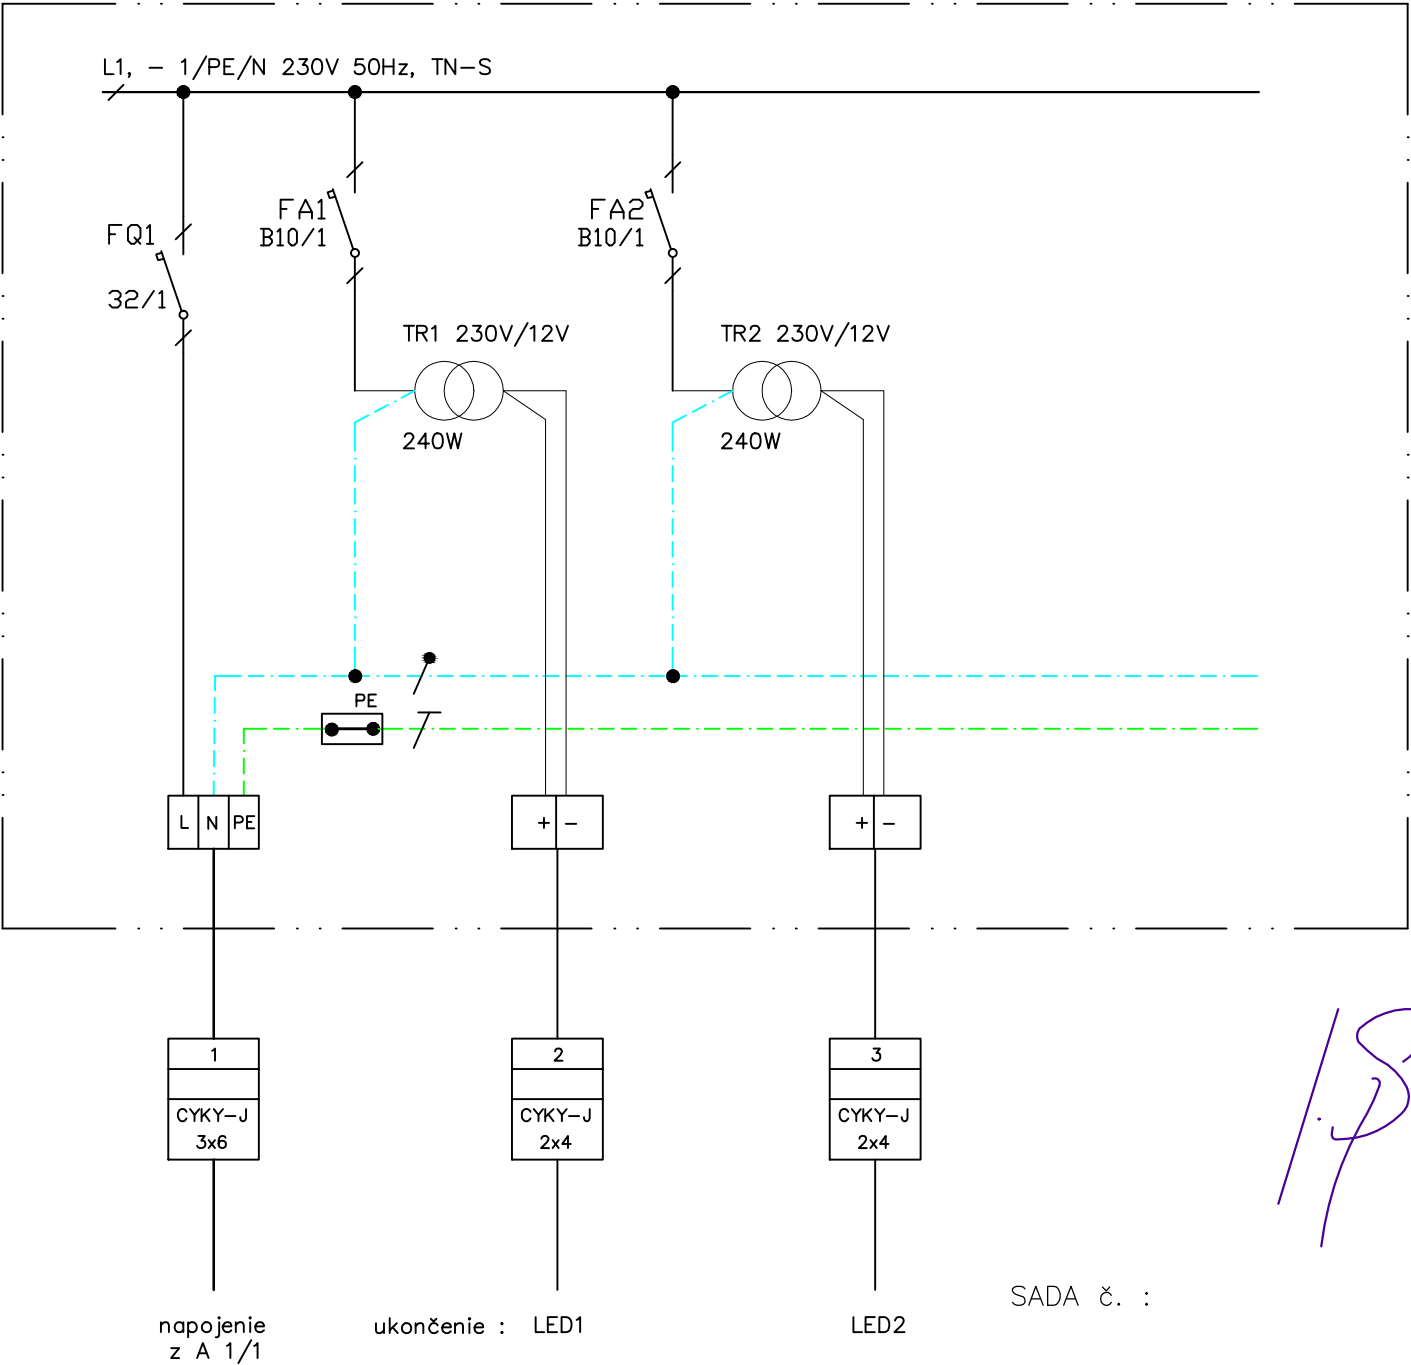 L1, - 1/PE/N 230V 50Hz, TN-S
FA1
B10/1
FA2
B10/1
FQ1
32/1
TR1 230V/12V
TR2 230V/12V
240W
240W
PE
L N PE
+ -
+ -
1
2
3
CYKY-J
3x6
CYKY-J
2x4
CYKY-J
2x4
napojenie
z A 1/1
ukončenie :
LED1
LED2
SADA č. :